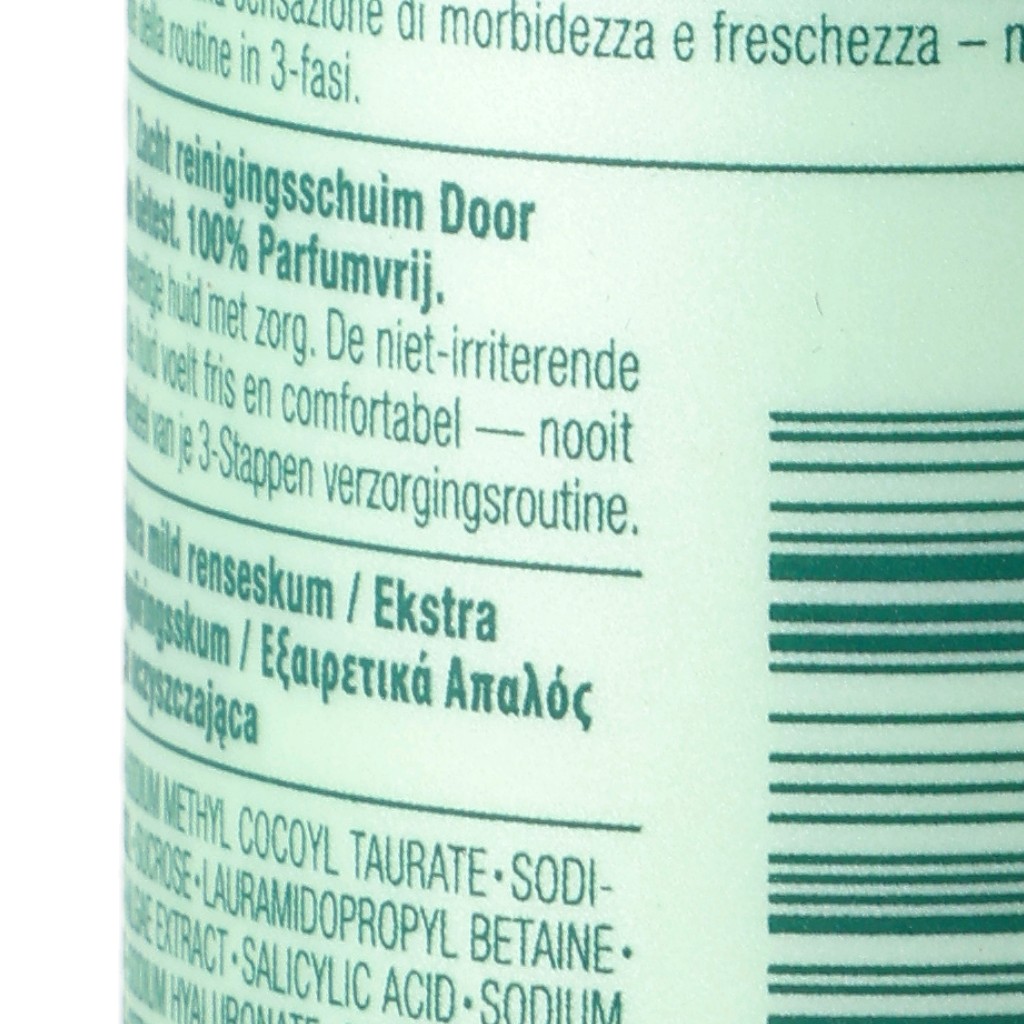 sensazione di morbidezza e freschezza –
della routine in 3-fasi.
Zacht reinigingsschuim Door
Getest. 100% Parfumvrij.
huid met zorg. De niet-irriterende
huid voelt fris en comfortabel — nooit
van je 3-Stappen verzorgingsroutine.
mild renseskum / Ekstra
/ Εξαιρετικά Απαλός
METHYL COCOYL TAURATE • SODI-
SUCROSE • LAURAMIDOPROPYL BETAINE •
EXTRACT • SALICYLIC ACID • SODIUM
HYALURONATE